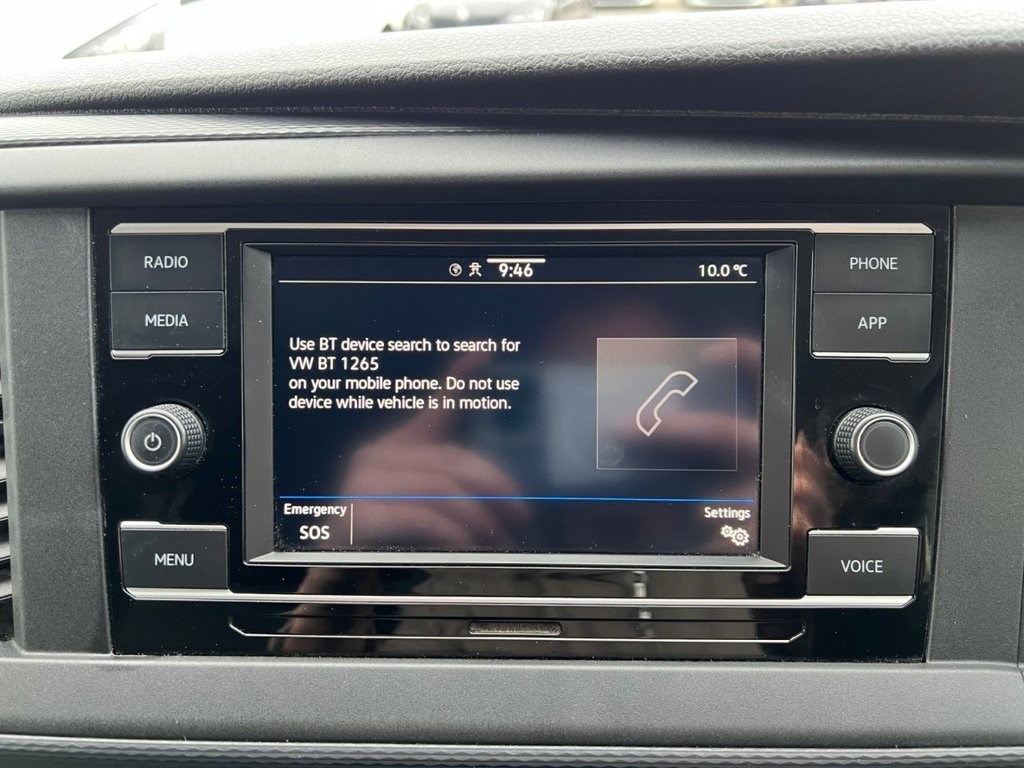 RADIO
MEDIA
MENU
9:46
10.0 °C
Use BT device search to search for
VW BT 1265
on your mobile phone. Do not use
device while vehicle is in motion.
Emergency
SOS
Settings
PHONE
APP
VOICE